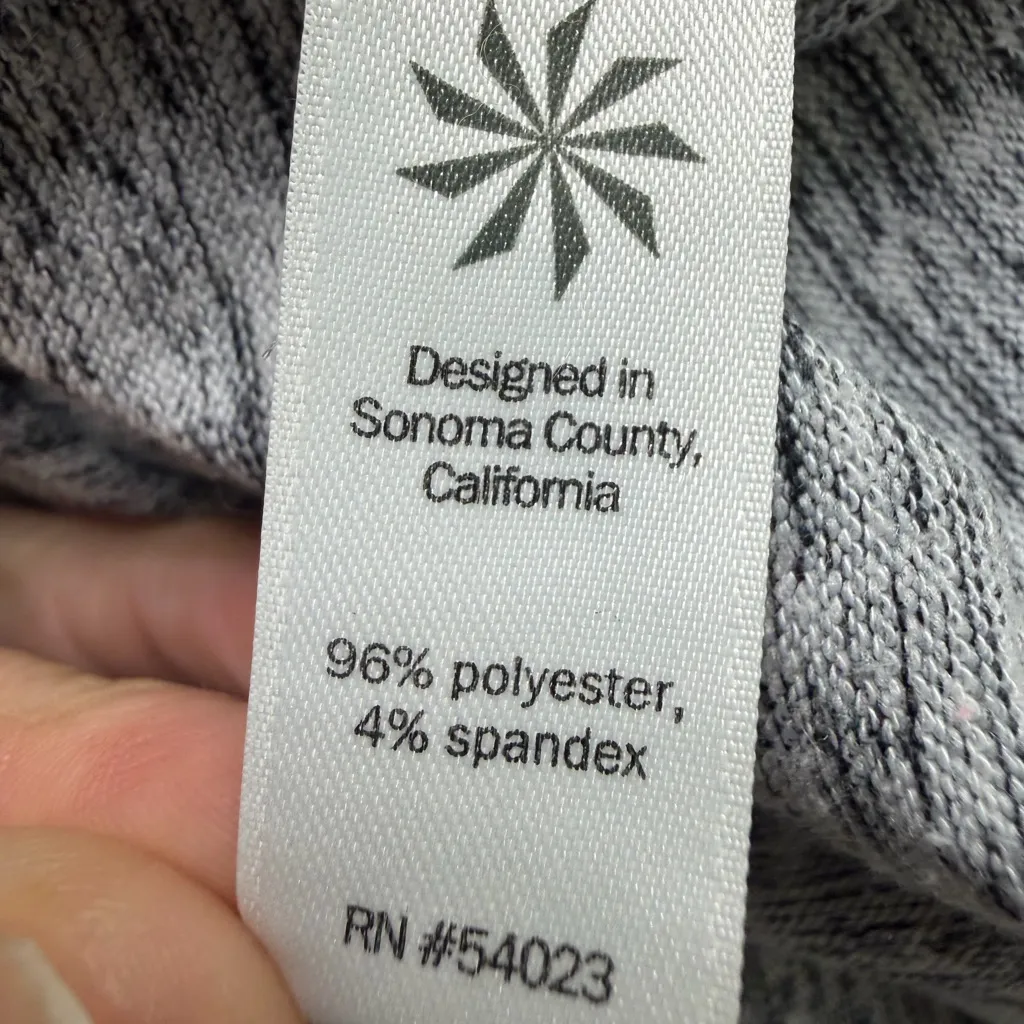 Designed in
Sonoma County,
California
96% polyester,
4% spandex
RN #54023